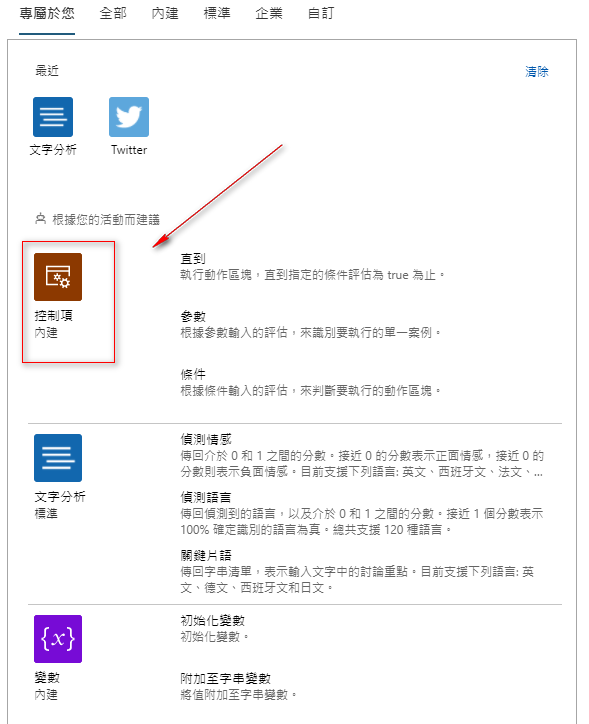 專屬於您 全部 內建 標準 企業 自訂
最近 清除
文字分析 Twitter
根據您的活動而建議
控制項
內建
直到
執行動作區塊，直到指定的條件評估為 true 為止。
參數
根據參數輸入的評估，來識別要執行的單一案例。
條件
根據條件輸入的評估，來判斷要執行的動作區塊。
文字分析
標準
偵測情感
傳回介於 0 和 1 之間的分數。接近 0 的分數表示正面情感，接近 0 的
分數則表示負面情感。目前支援下列語言: 英文、西班牙文、法文、...
偵測語言
傳回偵測到的語言，以及介於 0 和 1 之間的分數。接近 1 個分數表示
100% 確定識別的語言為真。總共支援 120 種語言。
關鍵片語
傳回字串清單，表示輸入文字中的討論重點。目前支援下列語言: 英
文、德文、西班牙文和日文。
{x}
變數
內建
初始化變數
初始化變數。
附加至字串變數
將值附加至字串變數。